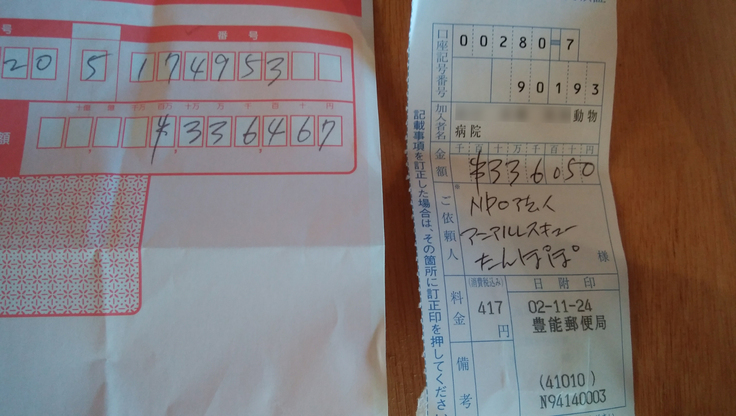 号 番号
20 5 174953
十億 億 千万 百万 十万 万 千 百 十 円
額 ¥336467
口座記号番号 00280=7
90193
加入者名 動物
病院
金額 千 百 十 万 千 百 十 円
¥336050
ご依頼人 NPO法人
アニマルレスキュー
たんぽぽ 様
料金 (消費税込み) 417円
日附印
02-11-24
豊能郵便局
(41010)
N94140003
備考
記載事項を訂正した場合は、その箇所に訂正印を押してくださ